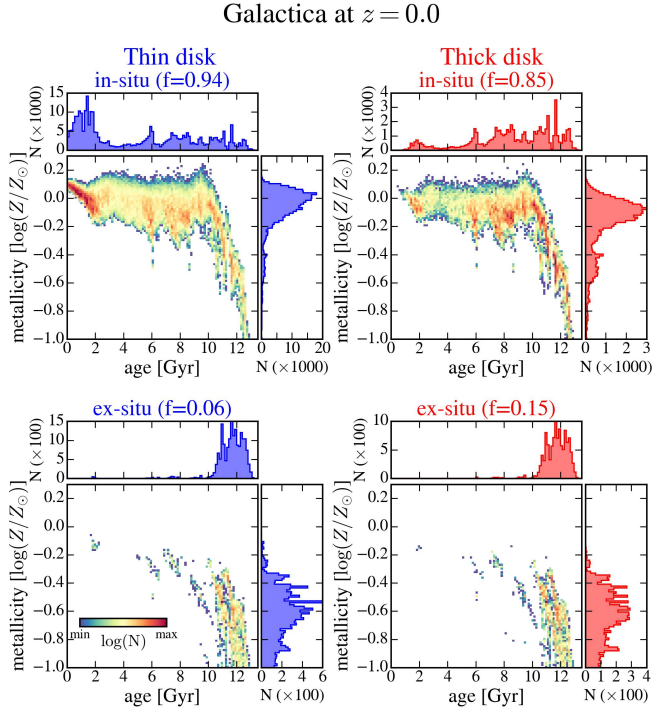 Galactica at z = 0.0
Thin disk
in-situ (f=0.94)
N (×1000)
15
10
5
0
metallicity [log(Z/Z⊙)]
0.2
0.0
−0.2
−0.4
−0.6
−0.8
−1.0
0 2 4 6 8 10 12
age [Gyr]
0 10 20
N (×1000)
Thick disk
in-situ (f=0.85)
N (×1000)
4
3
2
1
0
metallicity [log(Z/Z⊙)]
0.2
0.0
−0.2
−0.4
−0.6
−0.8
−1.0
0 2 4 6 8 10 12
age [Gyr]
0 1 2 3
N (×1000)
ex-situ (f=0.06)
N (×100)
15
10
5
0
metallicity [log(Z/Z⊙)]
0.2
0.0
−0.2
−0.4
−0.6
−0.8
−1.0
min max
log(N)
0 2 4 6 8 10 12
age [Gyr]
0 2 4 6
N (×100)
ex-situ (f=0.15)
N (×100)
10
5
0
metallicity [log(Z/Z⊙)]
0.2
0.0
−0.2
−0.4
−0.6
−0.8
−1.0
0 2 4 6 8 10 12
age [Gyr]
0 1 2 3 4
N (×100)